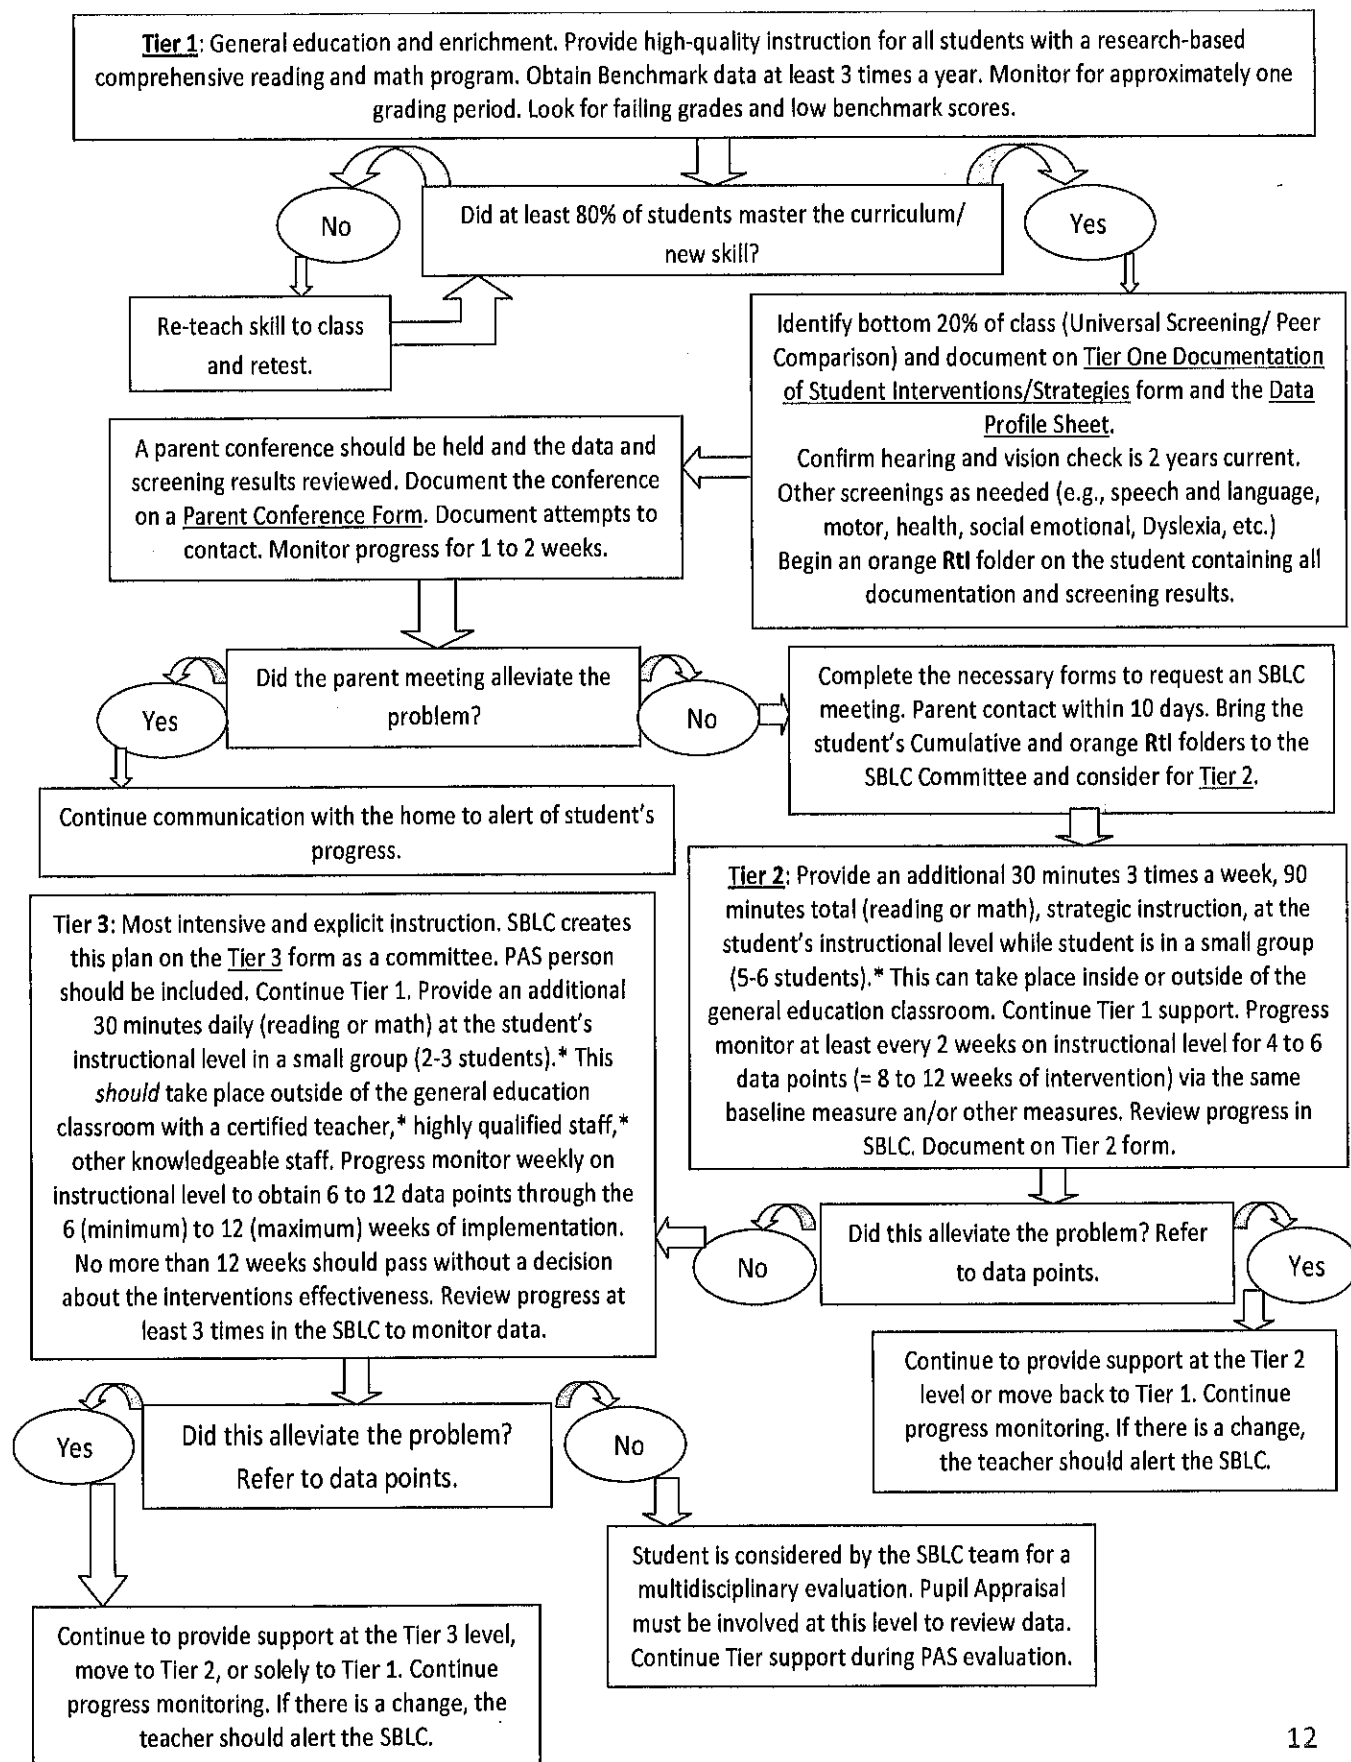 Tier 1: General education and enrichment. Provide high-quality instruction for all students with a research-based
comprehensive reading and math program. Obtain Benchmark data at least 3 times a year. Monitor for approximately one
grading period. Look for failing grades and low benchmark scores.
No
Did at least 80% of students master the curriculum/
new skill?
Yes
Re-teach skill to class
and retest.
Identify bottom 20% of class (Universal Screening/ Peer
Comparison) and document on Tier One Documentation
of Student Interventions/Strategies form and the Data
Profile Sheet.
Confirm hearing and vision check is 2 years current.
Other screenings as needed (e.g., speech and language,
motor, health, social emotional, Dyslexia, etc.)
Begin an orange RtI folder on the student containing all
documentation and screening results.
A parent conference should be held and the data and
screening results reviewed. Document the conference
on a Parent Conference Form. Document attempts to
contact. Monitor progress for 1 to 2 weeks.
Yes
Did the parent meeting alleviate the
problem?
No
Complete the necessary forms to request an SBLC
meeting. Parent contact within 10 days. Bring the
student's Cumulative and orange RtI folders to the
SBLC Committee and consider for Tier 2.
Continue communication with the home to alert of student's
progress.
Tier 2: Provide an additional 30 minutes 3 times a week, 90
minutes total (reading or math), strategic instruction, at the
student's instructional level while student is in a small group
(5-6 students).* This can take place inside or outside of the
general education classroom. Continue Tier 1 support. Progress
monitor at least every 2 weeks on instructional level for 4 to 6
data points (= 8 to 12 weeks of intervention) via the same
baseline measure an/or other measures. Review progress in
SBLC. Document on Tier 2 form.
Tier 3: Most intensive and explicit instruction. SBLC creates
this plan on the Tier 3 form as a committee. PAS person
should be included. Continue Tier 1. Provide an additional
30 minutes daily (reading or math) at the student's
instructional level in a small group (2-3 students).* This
should take place outside of the general education
classroom with a certified teacher,* highly qualified staff,*
other knowledgeable staff. Progress monitor weekly on
instructional level to obtain 6 to 12 data points through the
6 (minimum) to 12 (maximum) weeks of implementation.
No more than 12 weeks should pass without a decision
about the interventions effectiveness. Review progress at
least 3 times in the SBLC to monitor data.
No
Did this alleviate the problem? Refer
to data points.
Yes
Continue to provide support at the Tier 2
level or move back to Tier 1. Continue
progress monitoring. If there is a change,
the teacher should alert the SBLC.
Yes
Did this alleviate the problem?
Refer to data points.
No
Student is considered by the SBLC team for a
multidisciplinary evaluation. Pupil Appraisal
must be involved at this level to review data.
Continue Tier support during PAS evaluation.
Continue to provide support at the Tier 3 level,
move to Tier 2, or solely to Tier 1. Continue
progress monitoring. If there is a change, the
teacher should alert the SBLC.
12